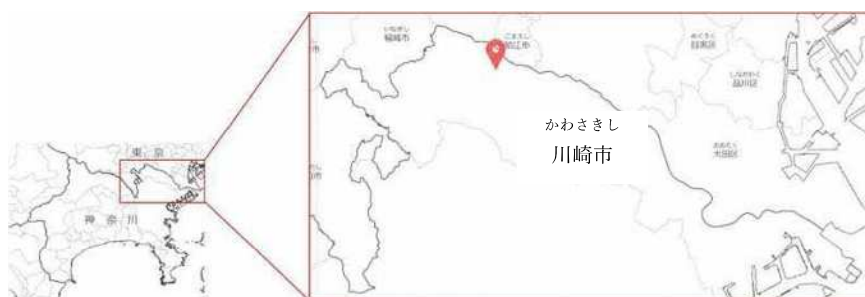 東京
神奈川
いなぎし
稲城市
こまえし
狛江市
めぐろく
目黒区
しながわく
品川区
かわさきし
川崎市
おおたく
大田区